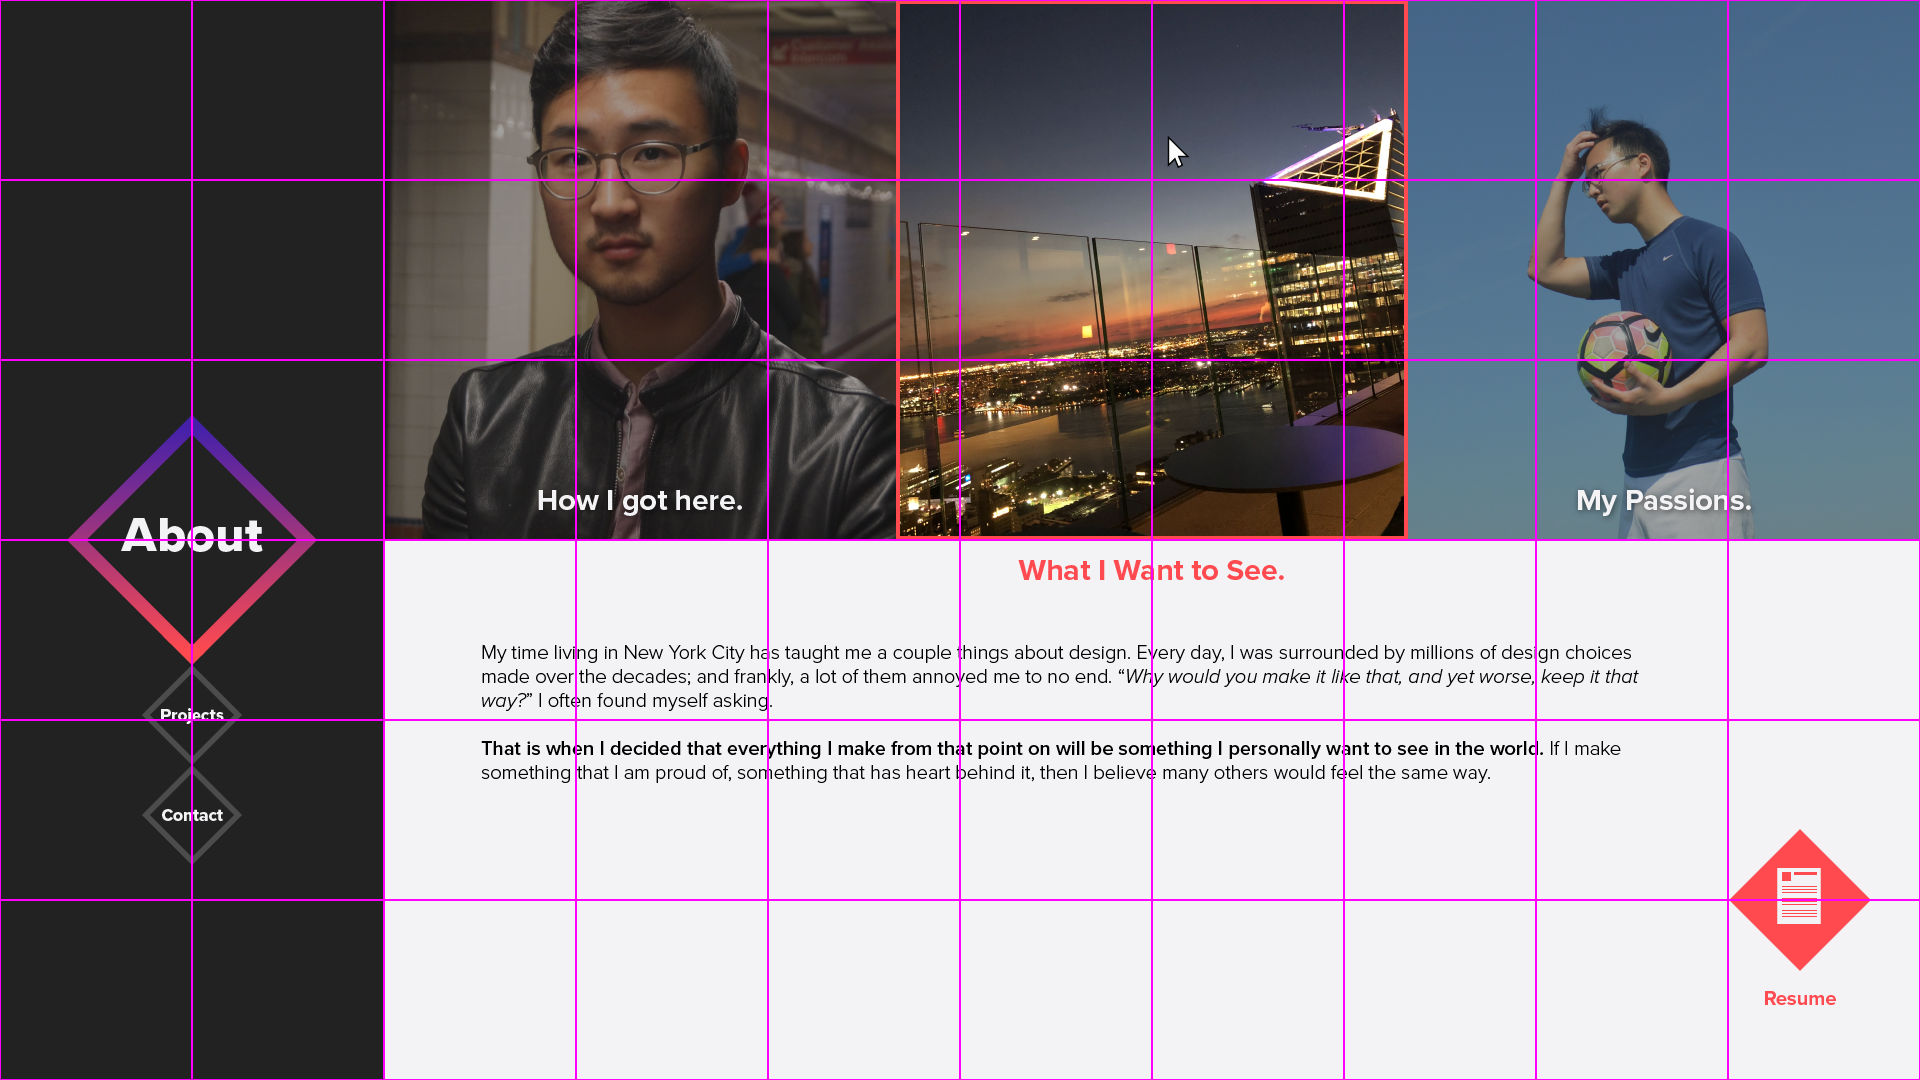 Customer Assis
Intercom
How I got here.
My Passions.
About
What I Want to See.
My time living in New York City has taught me a couple things about design. Every day, I was surrounded by millions of design choices
made over the decades; and frankly, a lot of them annoyed me to no end. “Why would you make it like that, and yet worse, keep it that
way?” I often found myself asking.
Projects
That is when I decided that everything I make from that point on will be something I personally want to see in the world. If I make
something that I am proud of, something that has heart behind it, then I believe many others would feel the same way.
Contact
Resume